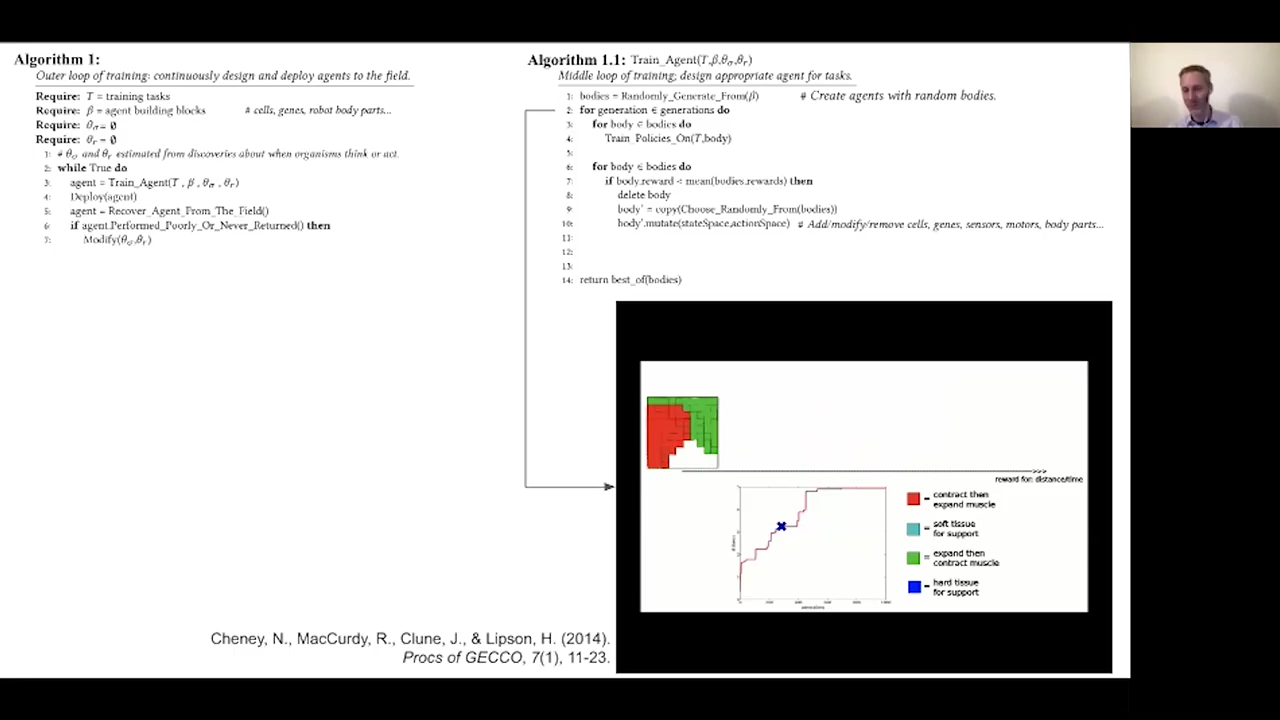 Algorithm 1:
Outer loop of training: continuously design and deploy agents to the field.
Require: T = training tasks
Require: β = agent building blocks # cells, genes, robot body parts...
Require: θσ = ∅
Require: θr = ∅
1: # θσ and θr estimated from discoveries about when organisms think or act.
2: while True do
3: agent = Train_Agent(T , β , θσ , θr)
4: Deploy(agent)
5: agent = Recover_Agent_From_The_Field()
6: if agent.Performed_Poorly_Or_Never_Returned() then
7: Modify(θσ,θr)
Algorithm 1.1: Train_Agent(T,β,θσ,θr)
Middle loop of training; design appropriate agent for tasks.
1: bodies = Randomly_Generate_From(β) # Create agents with random bodies.
2: for generation ∈ generations do
3: for body ∈ bodies do
4: Train_Policies_On(T,body)
5:
6: for body ∈ bodies do
7: if body.reward < mean(bodies.rewards) then
8: delete body
9: body' = copy(Choose_Randomly_From(bodies))
10: body'.mutate(stateSpace,actionSpace) # Add/modify/remove cells, genes, sensors, motors, body parts...
11:
12:
13:
14: return best_of(bodies)
>>>
reward for: distance/time
= contract then
expand muscle
= soft tissue
for support
= expand then
contract muscle
= hard tissue
for support
Cheney, N., MacCurdy, R., Clune, J., & Lipson, H. (2014).
Procs of GECCO, 7(1), 11-23.